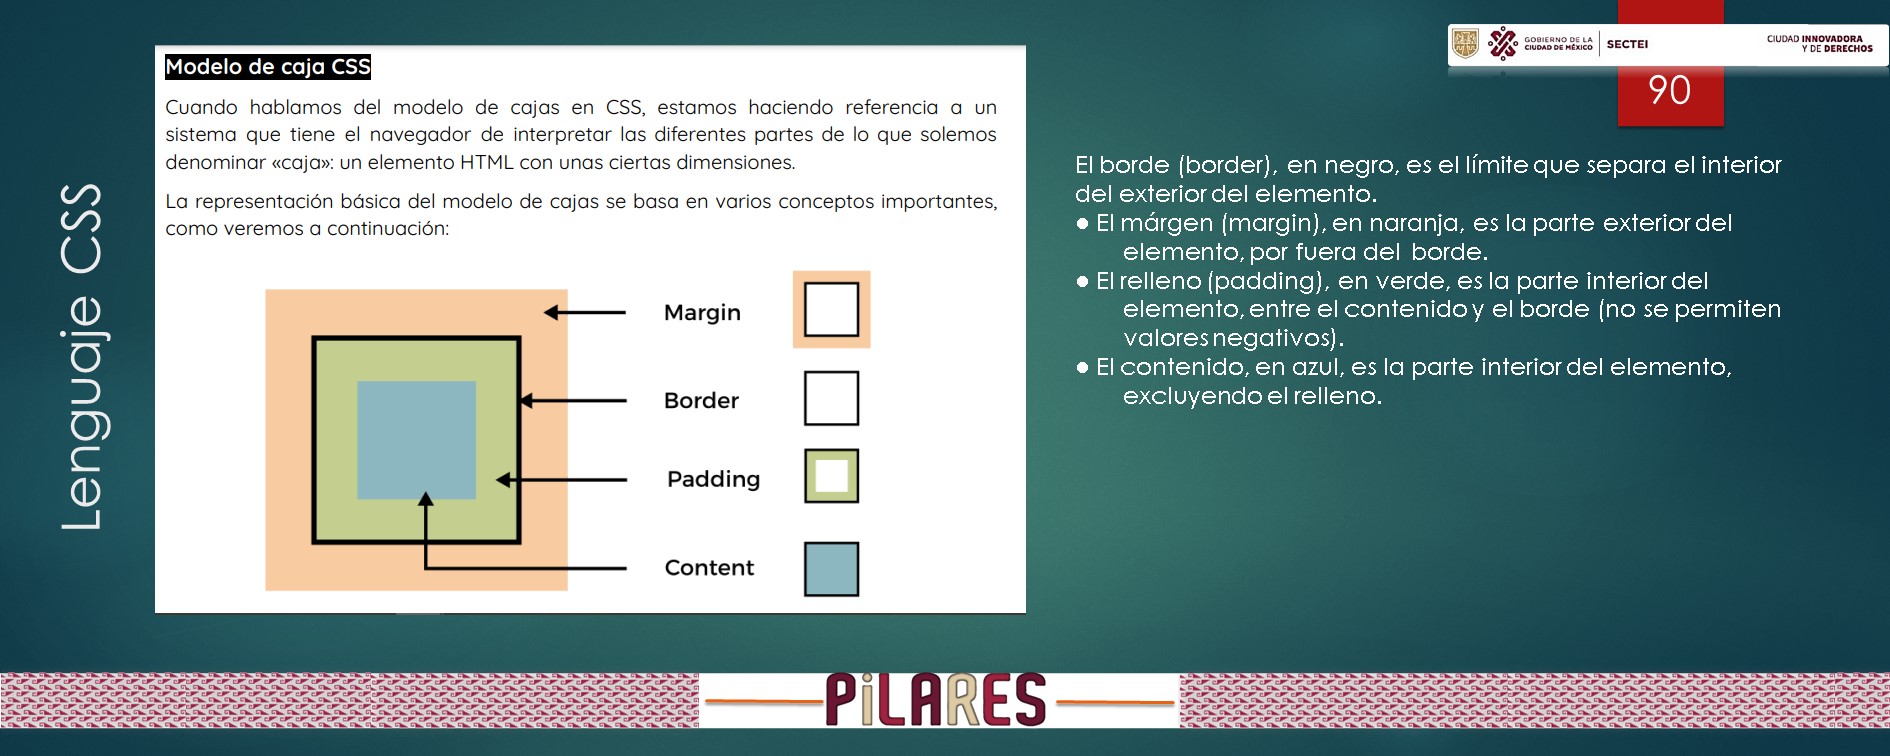 Lenguaje CSS
Modelo de caja CSS
Cuando hablamos del modelo de cajas en CSS, estamos haciendo referencia a un
sistema que tiene el navegador de interpretar las diferentes partes de lo que solemos
denominar «caja»: un elemento HTML con unas ciertas dimensiones.
La representación básica del modelo de cajas se basa en varios conceptos importantes,
como veremos a continuación:
Margin
Border
Padding
Content
GOBIERNO DE LA
CIUDAD DE MÉXICO
SECTEI
CIUDAD INNOVADORA
Y DE DERECHOS
90
El borde (border), en negro, es el límite que separa el interior
del exterior del elemento.
● El márgen (margin), en naranja, es la parte exterior del
elemento, por fuera del borde.
● El relleno (padding), en verde, es la parte interior del
elemento, entre el contenido y el borde (no se permiten
valores negativos).
● El contenido, en azul, es la parte interior del elemento,
excluyendo el relleno.
PiLARES